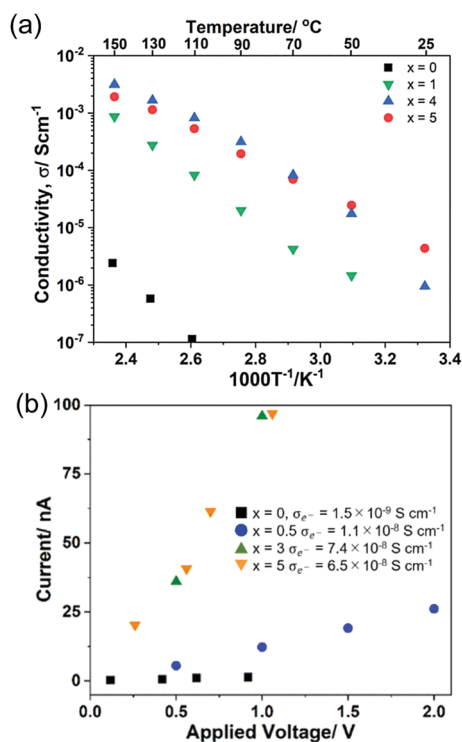 (a)
Temperature/ °C
150 130 110 90 70 50 25
Conductivity, σ/ Scm⁻¹
10⁻²
10⁻³
10⁻⁴
10⁻⁵
10⁻⁶
10⁻⁷
x = 0
x = 1
x = 4
x = 5
2.4 2.6 2.8 3.0 3.1 3.4
1000T⁻¹/K⁻¹
(b)
Current/ nA
100
75
50
25
0
x = 0, σₑ₋ = 1.5 × 10⁻⁹ S cm⁻¹
x = 0.5 σₑ₋ = 1.1 × 10⁻⁸ S cm⁻¹
x = 3 σₑ₋ = 7.4 × 10⁻⁸ S cm⁻¹
x = 5 σₑ₋ = 6.5 × 10⁻⁸ S cm⁻¹
0.0 0.5 1.0 1.5 2.0
Applied Voltage/ V